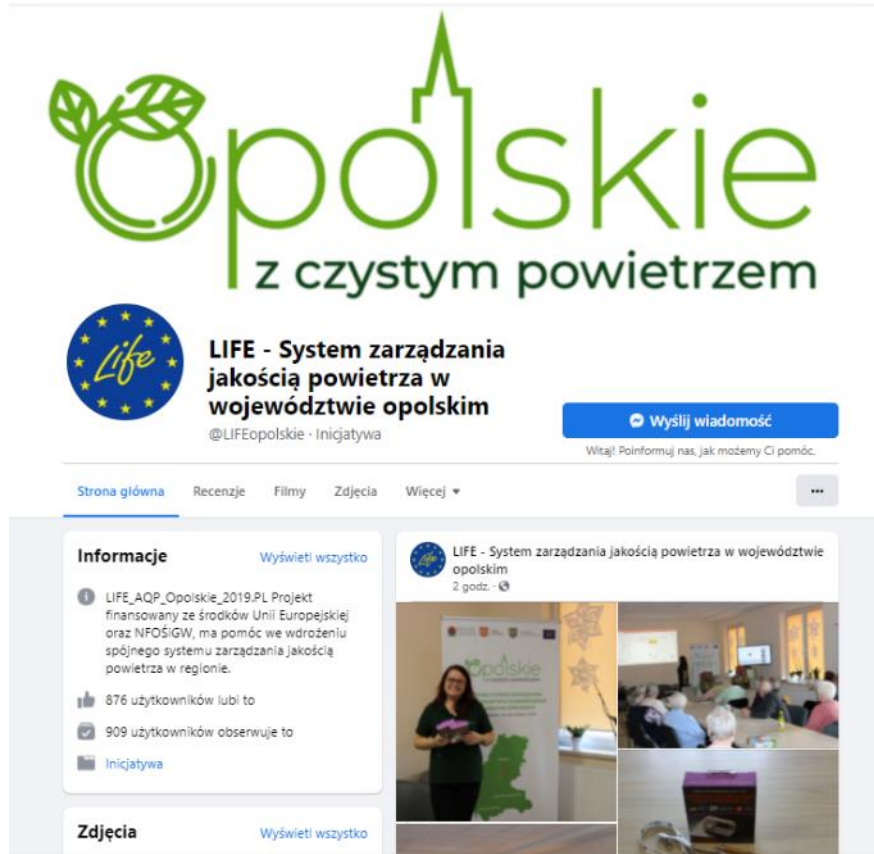 Opolskie
z czystym powietrzem
Life
LIFE - System zarządzania
jakością powietrza w
województwie opolskim
@LIFEopolskie · Inicjatywa
Wyślij wiadomość
Witaj! Poinformuj nas, jak możemy Ci pomóc.
Strona główna Recenzje Filmy Zdjęcia Więcej
Informacje Wyświetl wszystko
LIFE_AQP_Opolskie_2019.PL Projekt
finansowany ze środków Unii Europejskiej
oraz NFOŚiGW, ma pomóc we wdrożeniu
spójnego systemu zarządzania jakością
powietrza w regionie.
876 użytkowników lubi to
909 użytkowników obserwuje to
Inicjatywa
Zdjęcia Wyświetl wszystko
Life
LIFE - System zarządzania jakością powietrza w województwie
opolskim
2 godz. ·
Opolskie